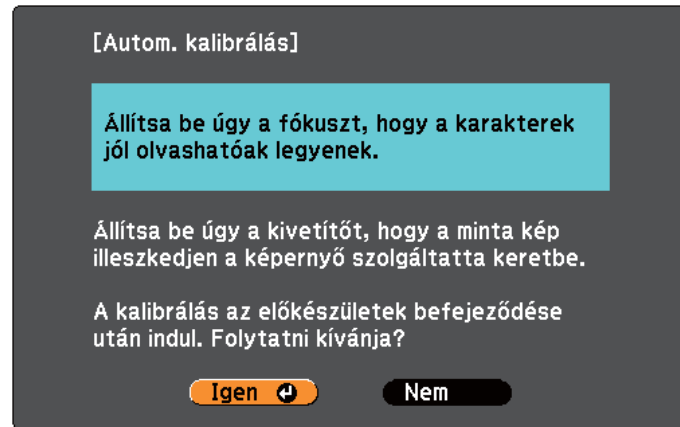 [Autom. kalibrálás]
Állítsa be úgy a fókuszt, hogy a karakterek
jól olvashatóak legyenek.
Állítsa be úgy a kivetítőt, hogy a minta kép
illeszkedjen a képernyő szolgáltatta keretbe.
A kalibrálás az előkészületek befejeződése
után indul. Folytatni kívánja?
Igen Nem